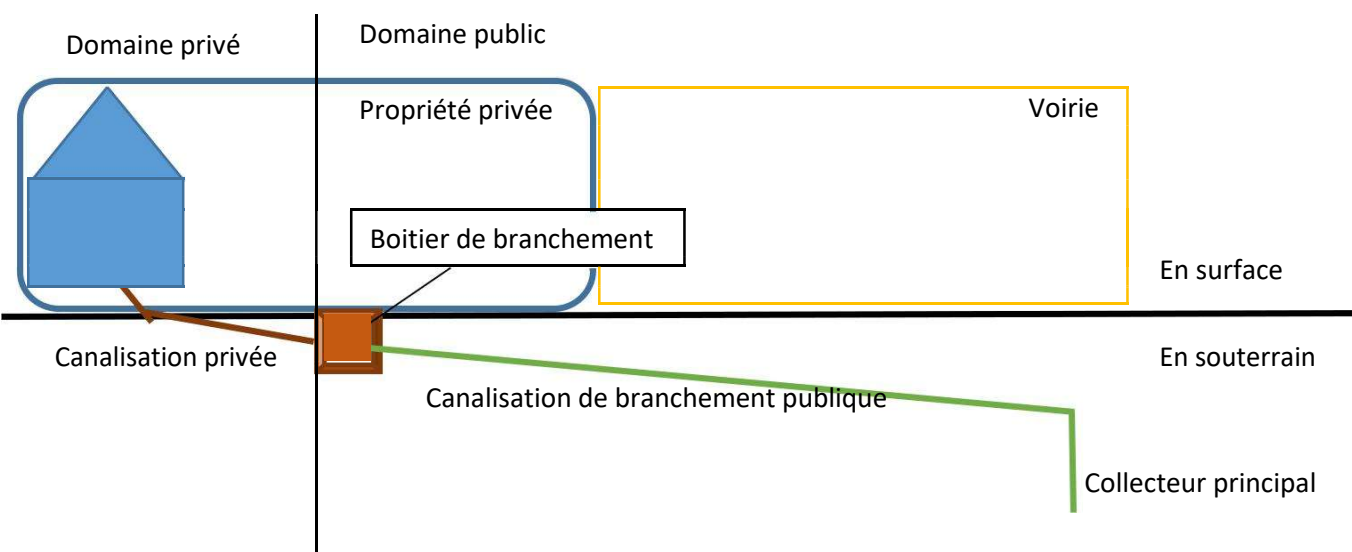 Domaine privé
Domaine public
Propriété privée
Voirie
Boitier de branchement
En surface
Canalisation privée
En souterrain
Canalisation de branchement publique
Collecteur principal